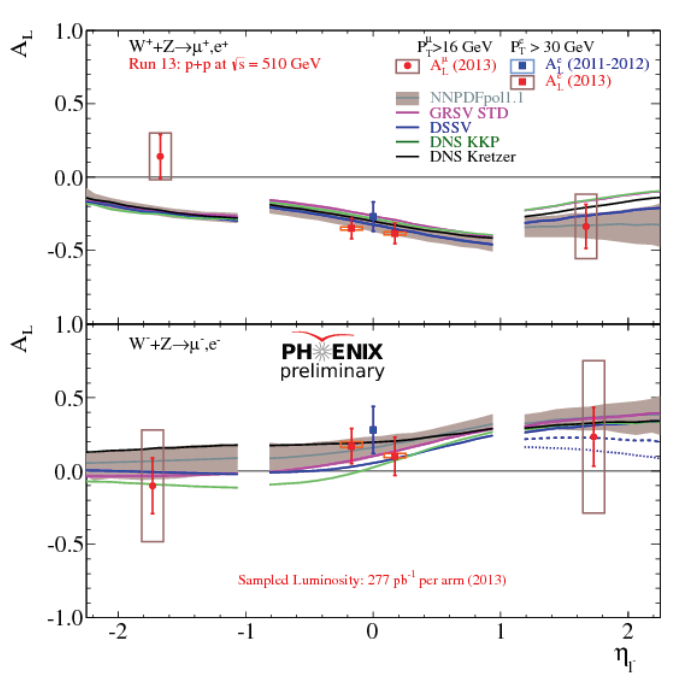 A_L
1.0
0.5
0.0
-0.5
W⁺+Z→μ⁺,e⁺
Run 13: p+p at √s = 510 GeV
P_T^μ>16 GeV P_T^e > 30 GeV
A_L^μ (2013) A_L^e (2011-2012)
A_L^e (2013)
NNPDFpol1.1
GRSV STD
DSSV
DNS KKP
DNS Kretzer
A_L
1.0
0.5
0.0
-0.5
-1.0
W⁻+Z→μ⁻,e⁻
PHENIX
preliminary
Sampled Luminosity: 277 pb⁻¹ per arm (2013)
-2 -1 0 1 2
η_l